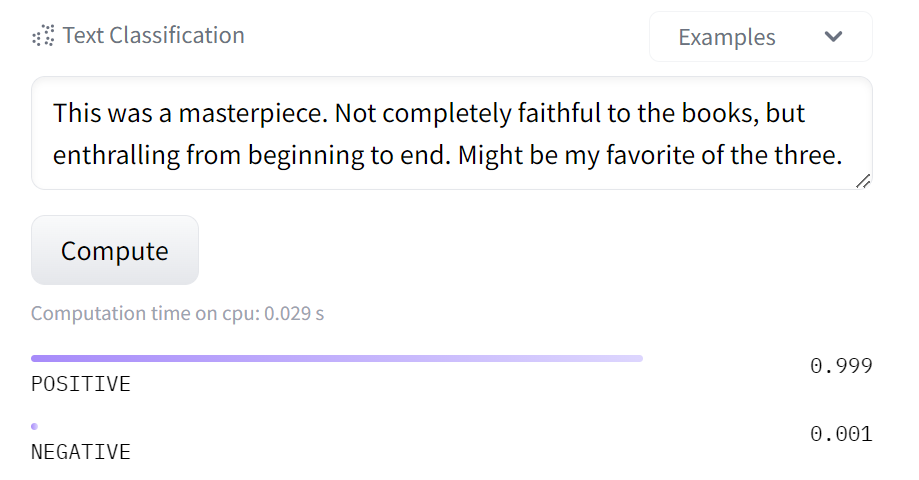 Text Classification
Examples
This was a masterpiece. Not completely faithful to the books, but
enthralling from beginning to end. Might be my favorite of the three.
Compute
Computation time on cpu: 0.029 s
0.999
POSITIVE
0.001
NEGATIVE